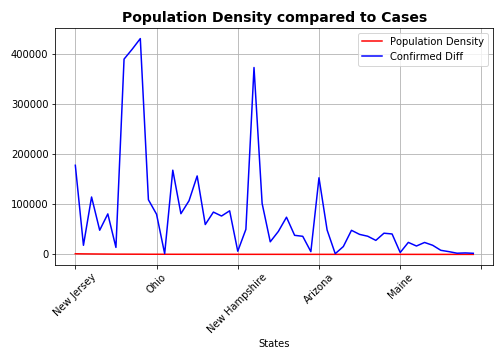 Population Density compared to Cases
Population Density
Confirmed Diff
400000
300000
200000
100000
0
New Jersey
Ohio
New Hampshire
Arizona
Maine
States